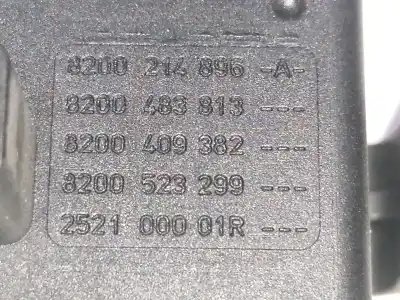 8200 214 896 -A-
8200 483 813 ---
8200 409 382 ---
8200 523 299 ---
2521 000 01R ---